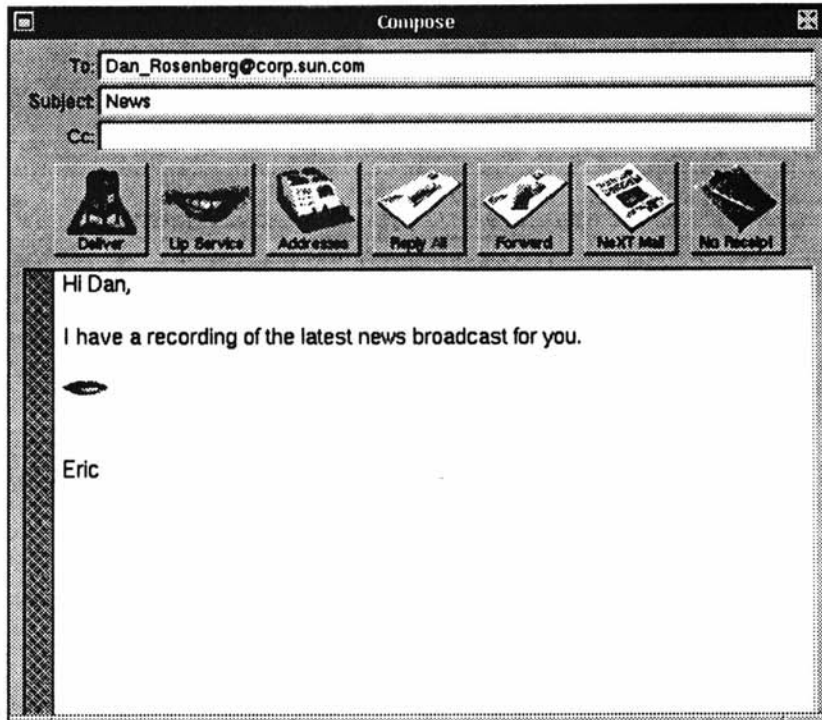 Compose
To: Dan_Rosenberg@corp.sun.com
Subject: News
Cc:
Deliver Lip Service Addresses Reply All Forward NeXT Mail No Receipt
Hi Dan,
I have a recording of the latest news broadcast for you.
Eric